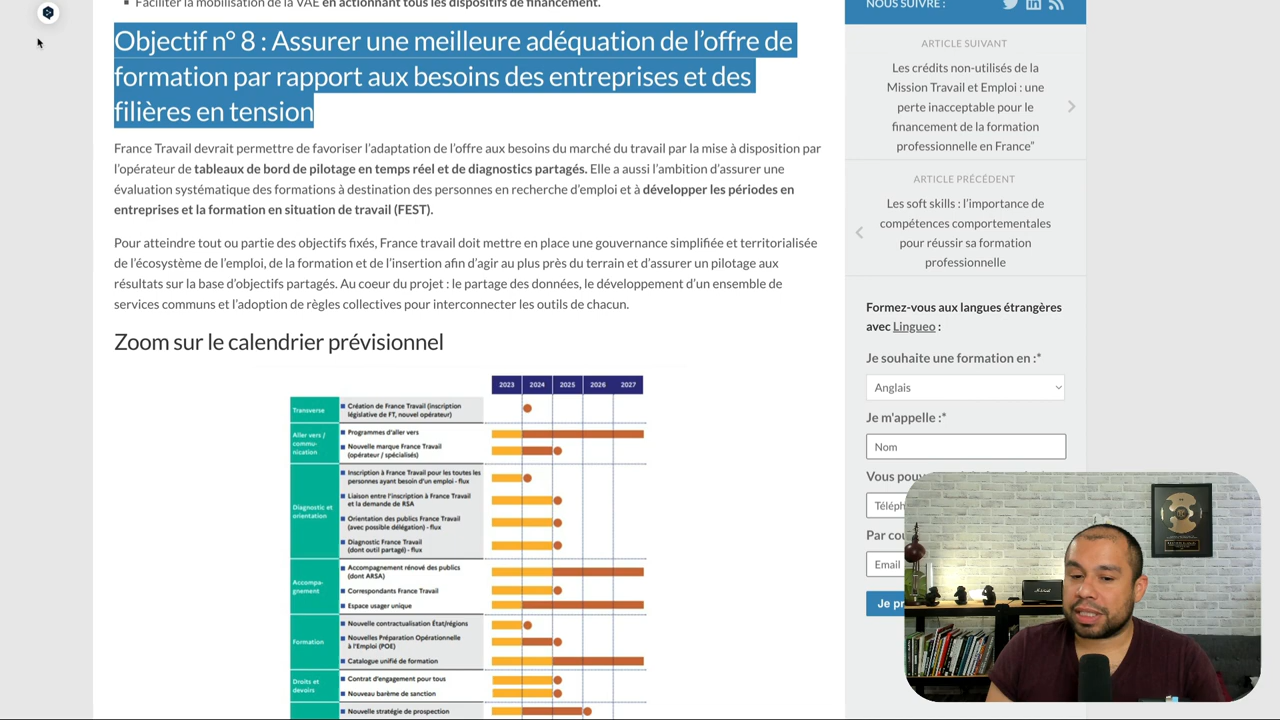 Faciliter la mobilisation de la VAE en actionnant tous les dispositifs de financement.
Objectif n° 8 : Assurer une meilleure adéquation de l’offre de
formation par rapport aux besoins des entreprises et des
filières en tension
France Travail devrait permettre de favoriser l’adaptation de l’offre aux besoins du marché du travail par la mise à disposition par
l’opérateur de tableaux de bord de pilotage en temps réel et de diagnostics partagés. Elle a aussi l’ambition d’assurer une
évaluation systématique des formations à destination des personnes en recherche d’emploi et à développer les périodes en
entreprises et la formation en situation de travail (FEST).
Pour atteindre tout ou partie des objectifs fixés, France travail doit mettre en place une gouvernance simplifiée et territorialisée
de l’écosystème de l’emploi, de la formation et de l’insertion afin d’agir au plus près du terrain et d’assurer un pilotage aux
résultats sur la base d’objectifs partagés. Au coeur du projet : le partage des données, le développement d’un ensemble de
services communs et l’adoption de règles collectives pour interconnecter les outils de chacun.
Zoom sur le calendrier prévisionnel
2023 2024 2025 2026 2027
Transverse
Création de France Travail (inscription
législative de FT, nouvel opérateur)
Aller vers /
commu-
nication
Programmes d'aller vers
Nouvelle marque France Travail
(opérateur / spécialisés)
Diagnostic et
orientation
Inscription à France Travail pour les toutes les
personnes ayant besoin d'un emploi - flux
Liaison entre l'inscription à France Travail
et la demande de RSA
Orientation des publics France Travail
(avec possible délégation) - flux
Diagnostic France Travail
(dont outil partagé) - flux
Accompa-
gnement
Accompagnement rénové des publics
(dont ARSA)
Correspondants France Travail
Espace usager unique
Formation
Nouvelle contractualisation État/régions
Nouvelles Préparation Opérationnelle
à l'Emploi (POE)
Catalogue unifié de formation
Droits et
devoirs
Contrat d'engagement pour tous
Nouveau barème de sanction
Nouvelle stratégie de prospection
NOUS SUIVRE :
ARTICLE SUIVANT
Les crédits non-utilisés de la
Mission Travail et Emploi : une
perte inacceptable pour le
financement de la formation
professionnelle en France”
ARTICLE PRÉCÉDENT
Les soft skills : l’importance de
compétences comportementales
pour réussir sa formation
professionnelle
Formez-vous aux langues étrangères
avec Lingueo :
Je souhaite une formation en :*
Anglais
Je m'appelle :*
Nom
Vous pouv
Téléph
Par cou
Email
Je pr